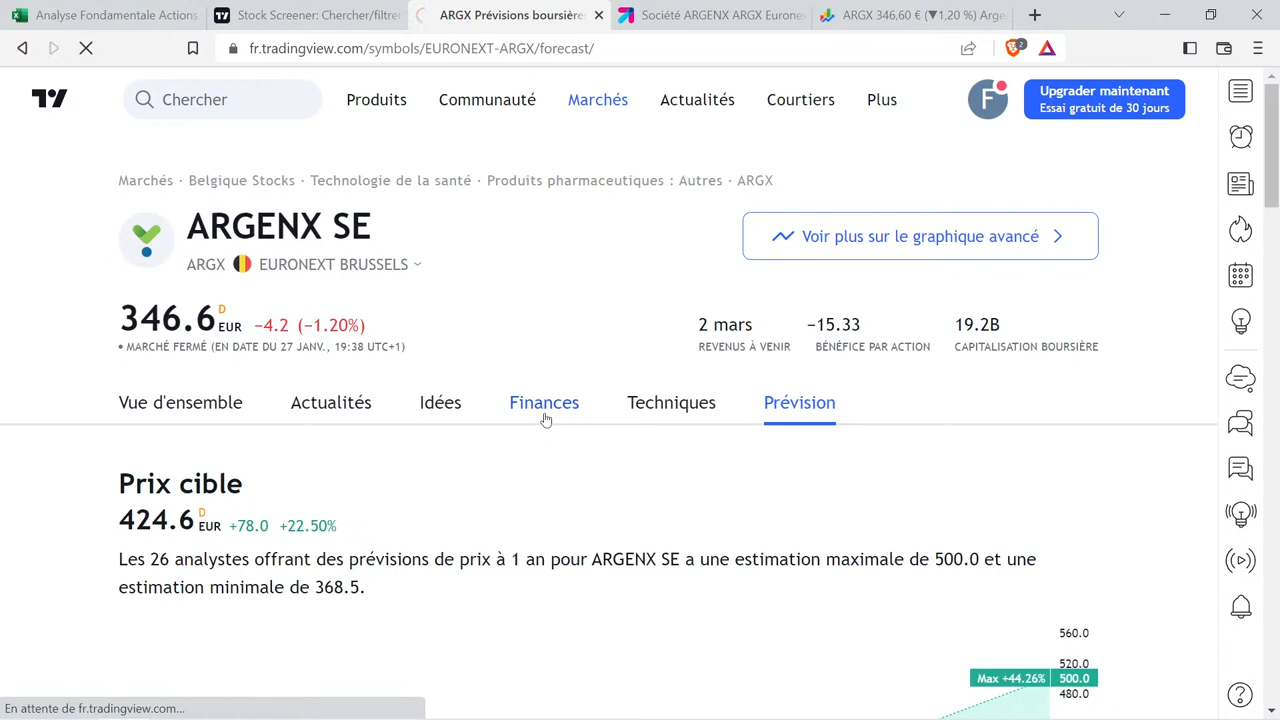 Analyse Fondamentale Actions
Stock Screener: Chercher/filtrer
ARGX Prévisions boursières
Société ARGENX ARGX Eurones
ARGX 346,60 € (▼1,20 %) Arge
fr.tradingview.com/symbols/EURONEXT-ARGX/forecast/
2
Chercher
Produits
Communauté
Marchés
Actualités
Courtiers
Plus
F
Upgrader maintenant
Essai gratuit de 30 jours
Marchés · Belgique Stocks · Technologie de la santé · Produits pharmaceutiques : Autres · ARGX
ARGENX SE
ARGX EURONEXT BRUSSELS
Voir plus sur le graphique avancé
346.6 D EUR −4.2 (−1.20%)
• MARCHÉ FERMÉ (EN DATE DU 27 JANV., 19:38 UTC+1)
2 mars
REVENUS À VENIR
−15.33
BÉNÉFICE PAR ACTION
19.2B
CAPITALISATION BOURSIÈRE
Vue d'ensemble
Actualités
Idées
Finances
Techniques
Prévision
Prix cible
424.6 D EUR +78.0 +22.50%
Les 26 analystes offrant des prévisions de prix à 1 an pour ARGENX SE a une estimation maximale de 500.0 et une
estimation minimale de 368.5.
560.0
520.0
Max +44.26% 500.0
480.0
En attente de fr.tradingview.com...